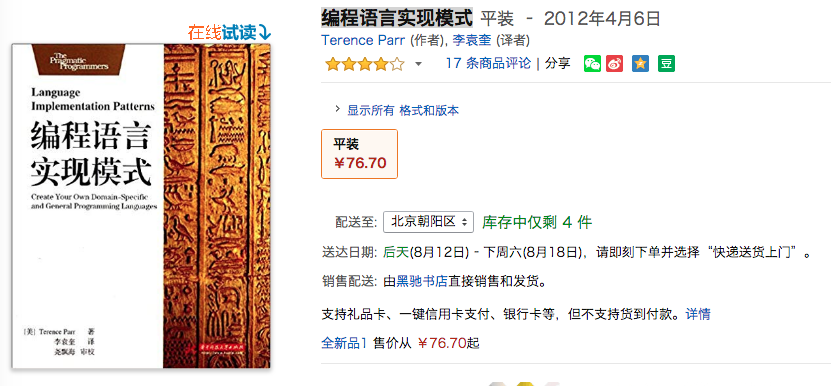 在线试读
The Pragmatic Programmers
Language
Implementation Patterns
编程语言
实现模式
Create Your Own Domain-Specific
and General Programming Languages
[美] Terence Parr 著
李袁奎 译
尧飘海 审校
编程语言实现模式 平装 - 2012年4月6日
Terence Parr (作者), 李袁奎 (译者)
17 条商品评论 | 分享
豆
显示所有 格式和版本
平装
¥76.70
配送至: 北京朝阳区 库存中仅剩 4 件
送达日期: 后天(8月12日) - 下周六(8月18日)，请即刻下单并选择“快递送货上门”。
销售配送: 由黑驰书店直接销售和发货。
支持礼品卡、一键信用卡支付、银行卡等，但不支持货到付款。详情
全新品1 售价从 ¥76.70起